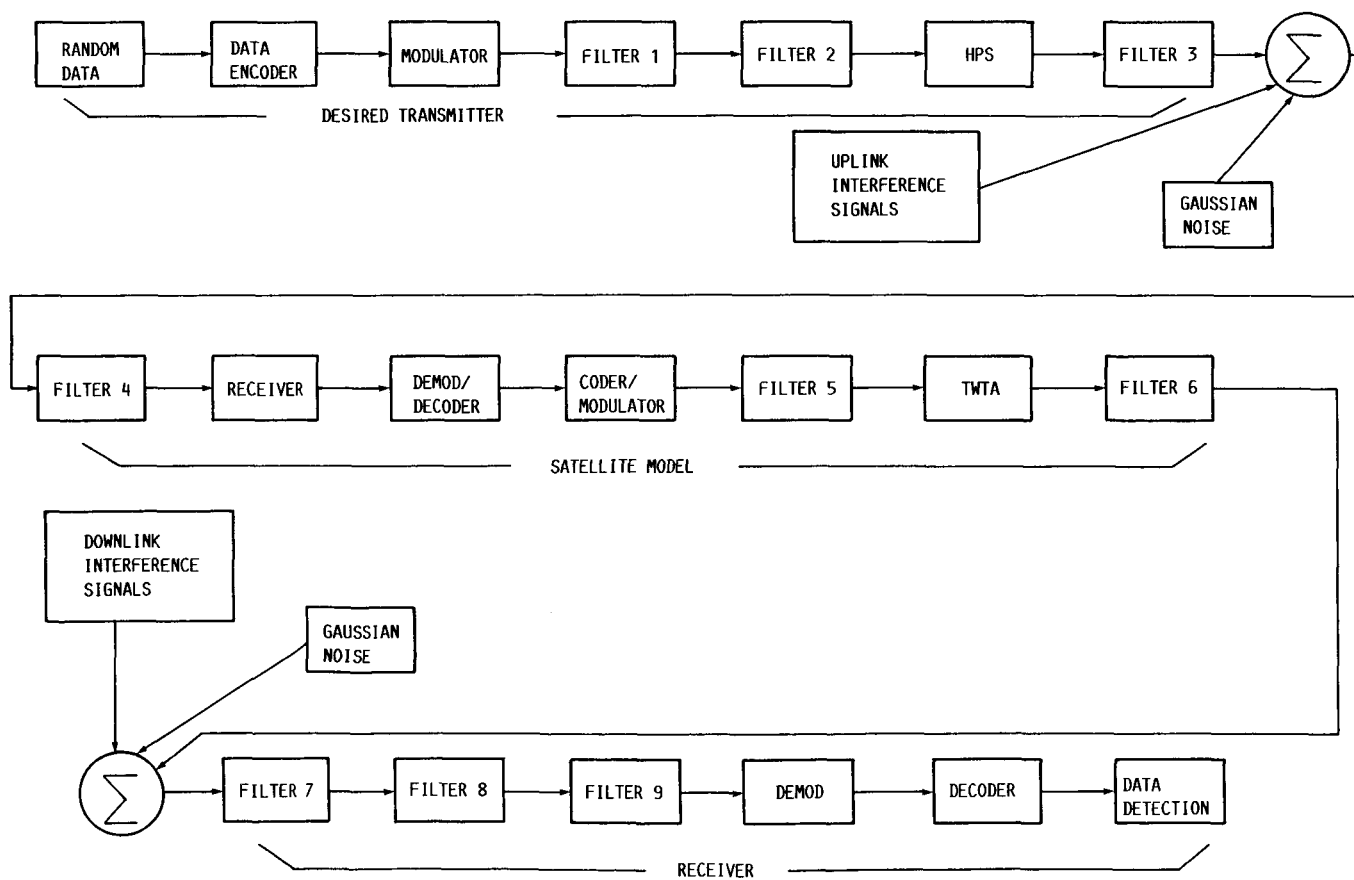 RANDOM
DATA
DATA
ENCODER
MODULATOR
FILTER 1
FILTER 2
HPS
FILTER 3
∑
DESIRED TRANSMITTER
UPLINK
INTERFERENCE
SIGNALS
GAUSSIAN
NOISE
FILTER 4
RECEIVER
DEMOD/
DECODER
CODER/
MODULATOR
FILTER 5
TWTA
FILTER 6
SATELLITE MODEL
DOWNLINK
INTERFERENCE
SIGNALS
GAUSSIAN
NOISE
∑
FILTER 7
FILTER 8
FILTER 9
DEMOD
DECODER
DATA
DETECTION
RECEIVER